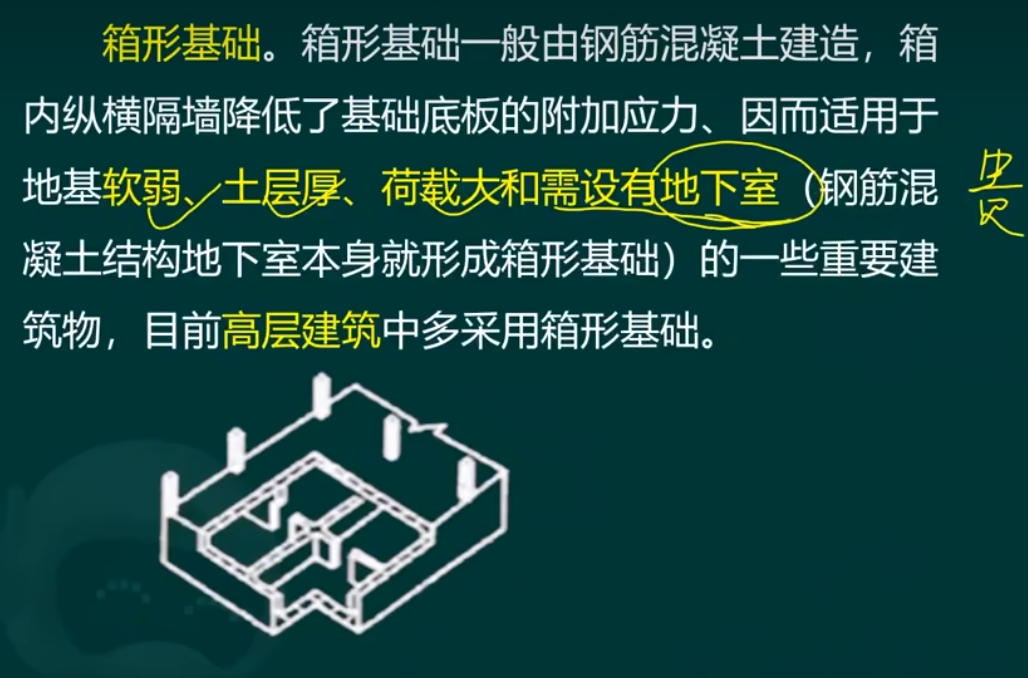 箱形基础。箱形基础一般由钢筋混凝土建造，箱
内纵横隔墙降低了基础底板的附加应力、因而适用于
地基软弱、土层厚、荷载大和需设有地下室（钢筋混
凝土结构地下室本身就形成箱形基础）的一些重要建
筑物，目前高层建筑中多采用箱形基础。